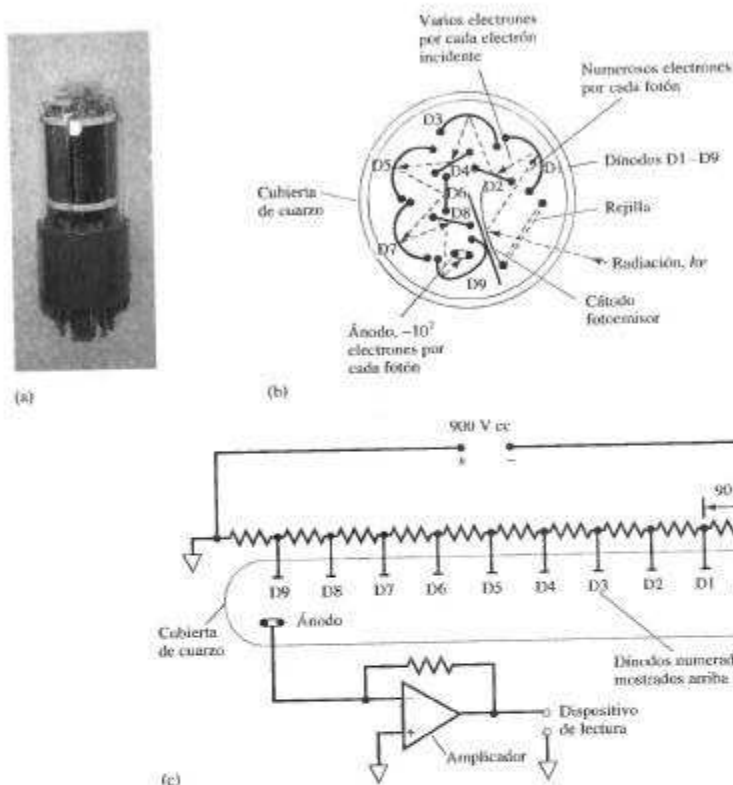 Varios electrones
por cada electrón
incidente
Numerosos electrones
por cada fotón
D3
D5
D4
D1
D2
D6
D8
D7
D9
Dínodos D1–D9
Cubierta
de cuarzo
Rejilla
Radiación, hν
Cátodo
fotoemisor
Ánodo, ~10⁷
electrones por
cada fotón
(a)
(b)
900 V cc
+ −
90
D9 D8 D7 D6 D5 D4 D3 D2 D1
Ánodo
Cubierta
de cuarzo
Dínodos numerad
mostrados arriba
−
+
Dispositivo
de lectura
Amplicador
(c)